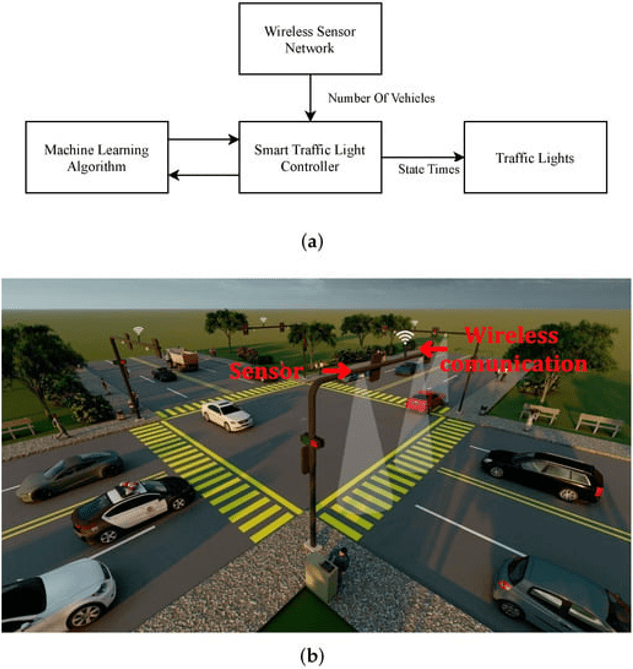 Wireless Sensor
Network
Number Of Vehicles
Machine Learning
Algorithm
Smart Traffic Light
Controller
State Times
Traffic Lights
(a)
Sensor
Wireless
comunication
(b)